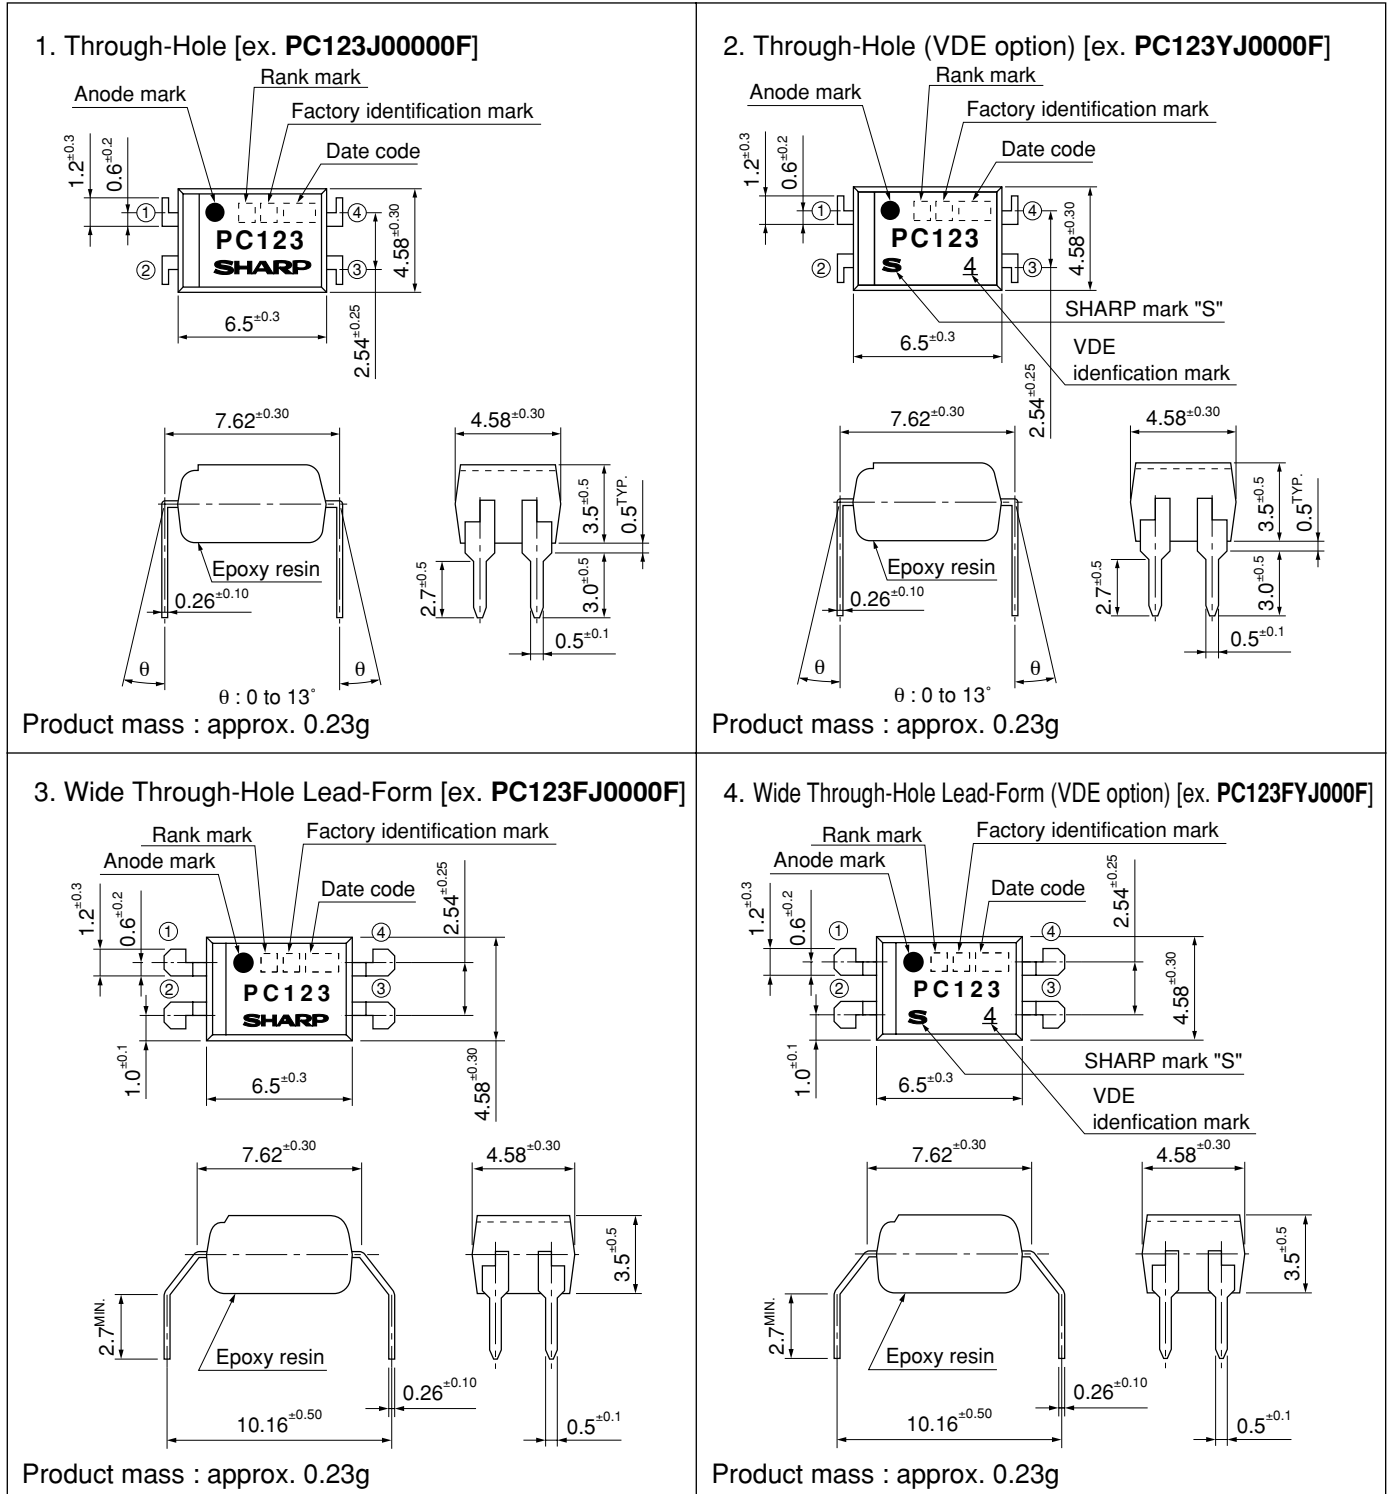 1. Through-Hole [ex. PC123J00000F]
Rank mark
Anode mark
Factory identification mark
Date code
1.2±0.3
0.6±0.2
① ④
PC123
② SHARP ③
4.58±0.30
6.5±0.3
2.54±0.25
7.62±0.30
4.58±0.30
3.5±0.5
0.5TYP.
Epoxy resin
2.7±0.5
3.0±0.5
0.26±0.10
0.5±0.1
θ θ
θ : 0 to 13°
Product mass : approx. 0.23g
2. Through-Hole (VDE option) [ex. PC123YJ0000F]
Rank mark
Anode mark
Factory identification mark
Date code
1.2±0.3
0.6±0.2
① ④
PC123
② S 4 ③
4.58±0.30
SHARP mark "S"
6.5±0.3
VDE
idenfication mark
2.54±0.25
7.62±0.30
4.58±0.30
3.5±0.5
0.5TYP.
Epoxy resin
2.7±0.5
3.0±0.5
0.26±0.10
0.5±0.1
θ θ
θ : 0 to 13°
Product mass : approx. 0.23g
3. Wide Through-Hole Lead-Form [ex. PC123FJ0000F]
Rank mark
Factory identification mark
Anode mark
Date code
1.2±0.3
0.6±0.2
2.54±0.25
① ④
② PC123 ③
SHARP
1.0±0.1
6.5±0.3
4.58±0.30
7.62±0.30
4.58±0.30
3.5±0.5
2.7MIN.
Epoxy resin
0.26±0.10
10.16±0.50
0.5±0.1
Product mass : approx. 0.23g
4. Wide Through-Hole Lead-Form (VDE option) [ex. PC123FYJ000F]
Rank mark
Factory identification mark
Anode mark
Date code
1.2±0.3
0.6±0.2
2.54±0.25
① ④
② PC123 ③
S 4
4.58±0.30
1.0±0.1
SHARP mark "S"
6.5±0.3
VDE
idenfication mark
7.62±0.30
4.58±0.30
3.5±0.5
2.7MIN.
Epoxy resin
0.26±0.10
10.16±0.50
0.5±0.1
Product mass : approx. 0.23g